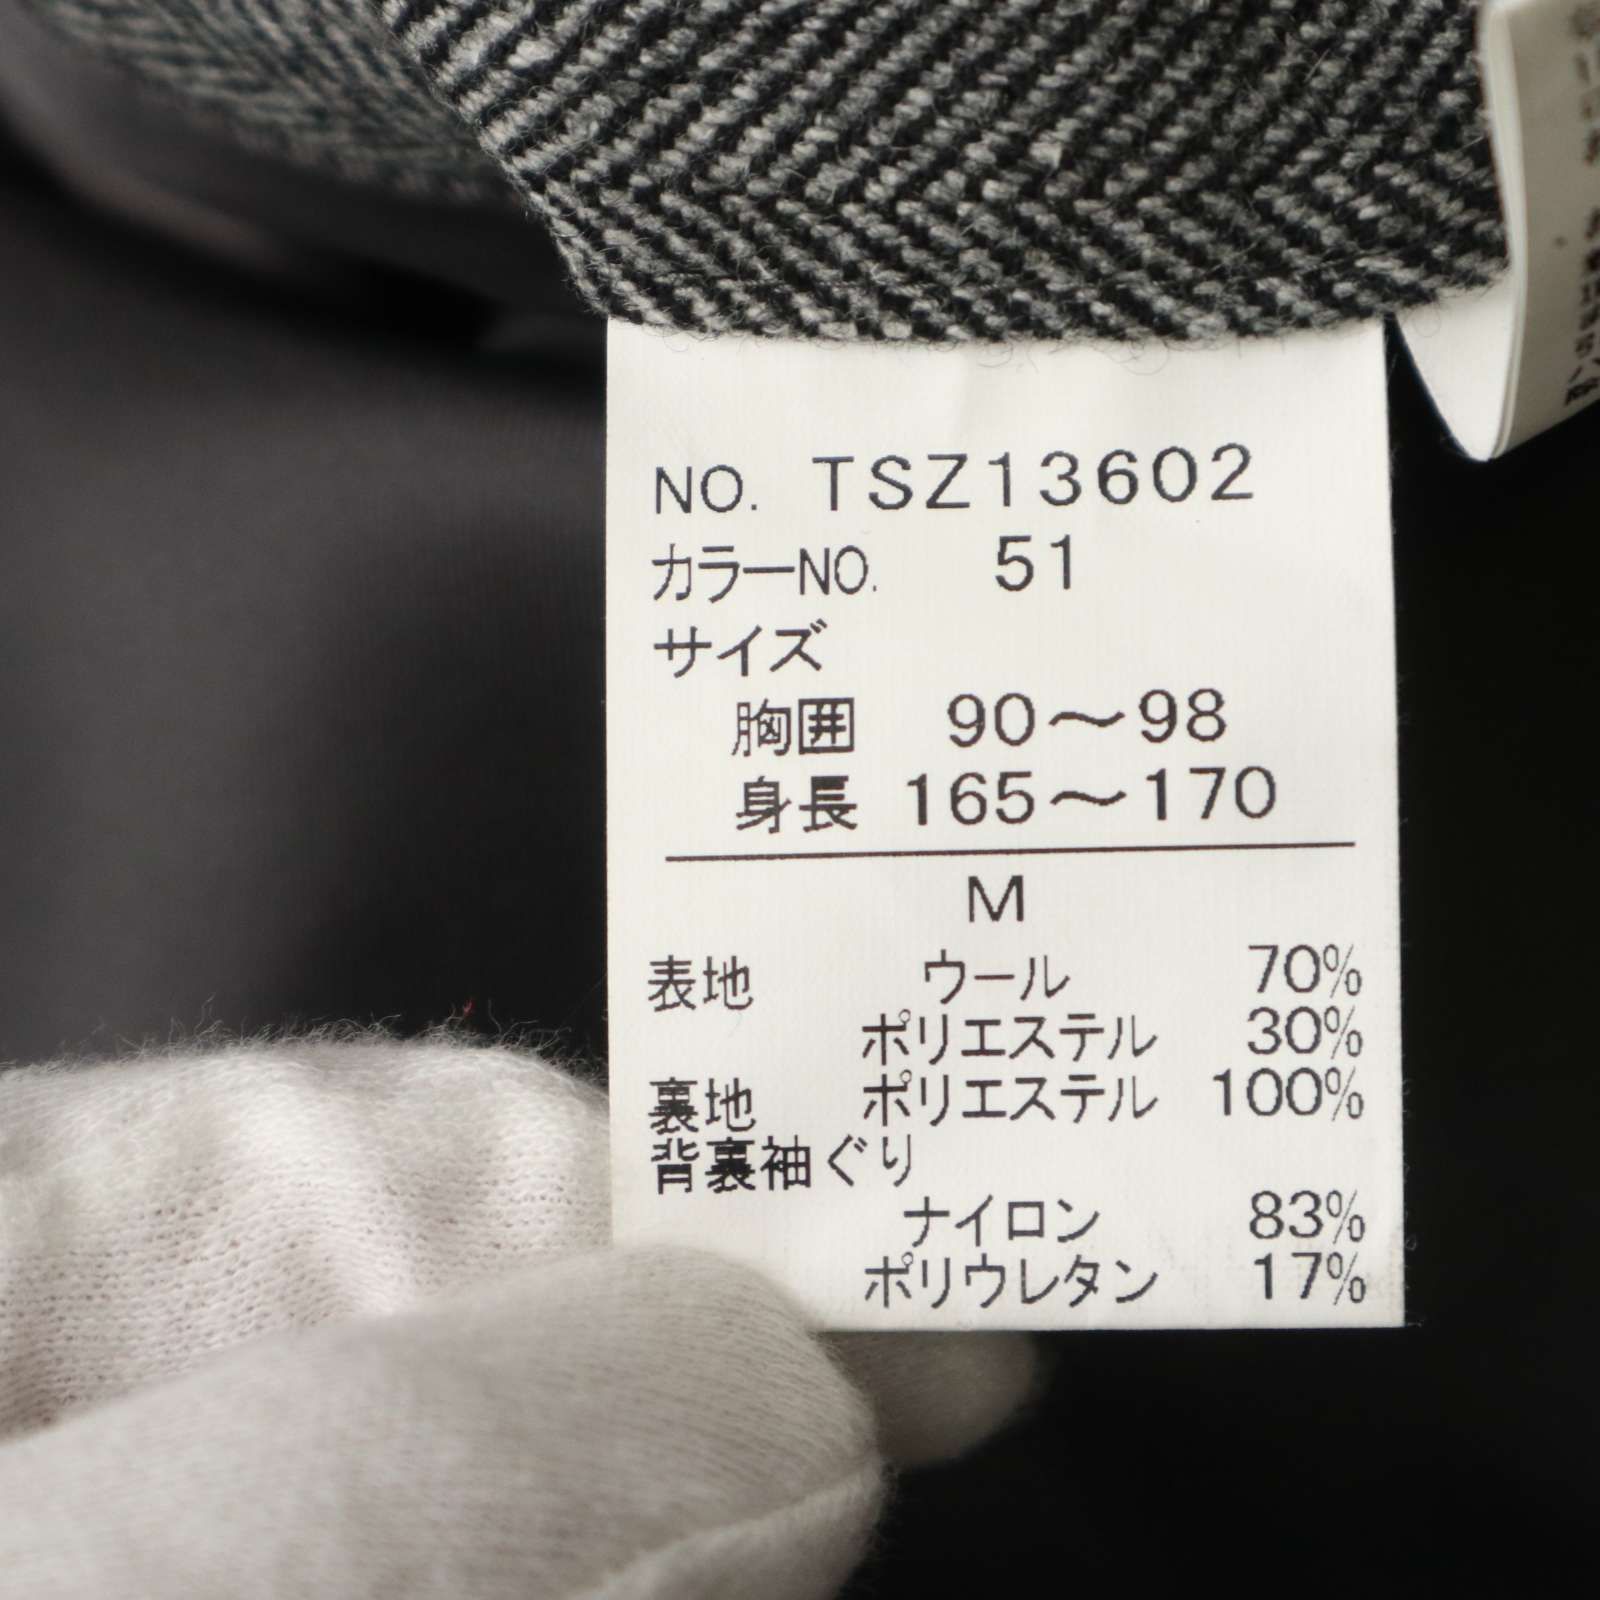 NO. TSZ13602
カラーNO. 51
サイズ
胸囲 90～98
身長 165～170
M
表地 ウール 70%
ポリエステル 30%
裏地 ポリエステル 100%
背裏袖ぐり
ナイロン 83%
ポリウレタン 17%